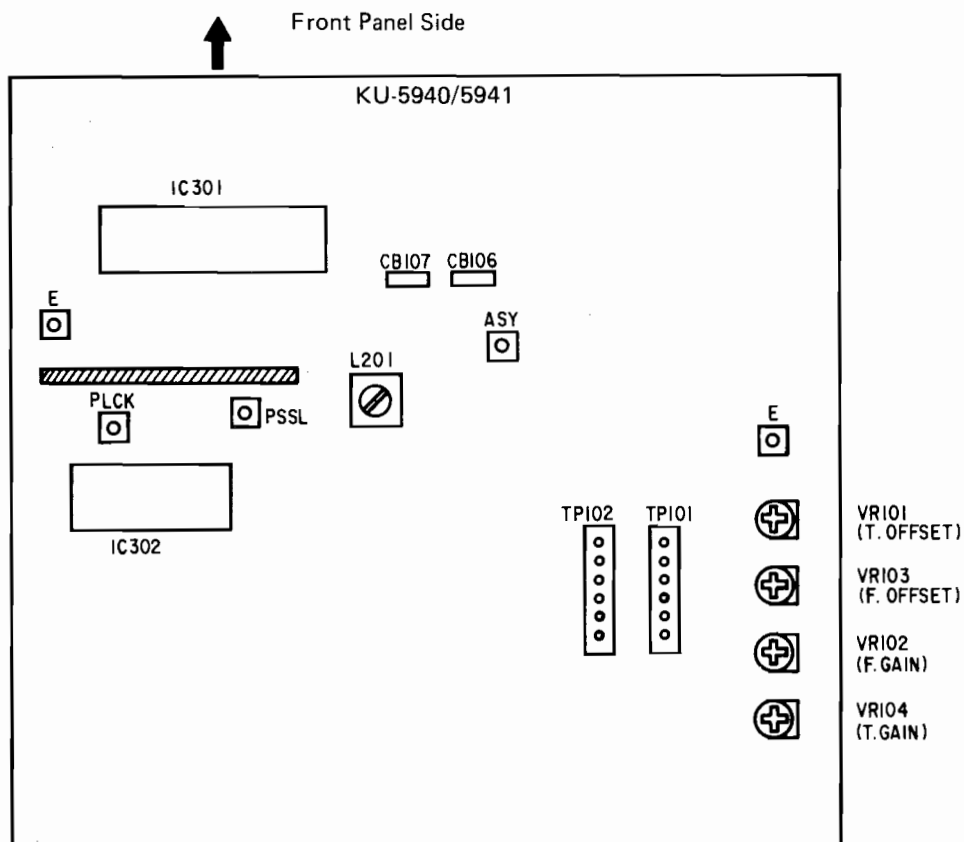 Front Panel Side
KU-5940/5941
IC301
CB107 CB106
E
ASY
L201
PLCK
PSSL
E
IC302
TP102 TP101
VR101
(T. OFFSET)
VR103
(F. OFFSET)
VR102
(F. GAIN)
VR104
(T. GAIN)